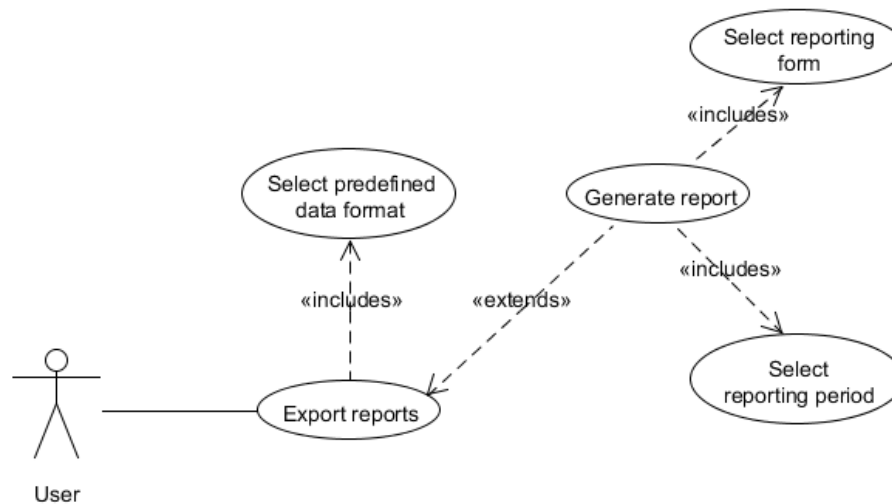 Select reporting
form
«includes»
Select predefined
data format
Generate report
«includes»
«extends»
«includes»
Select
reporting period
Export reports
User